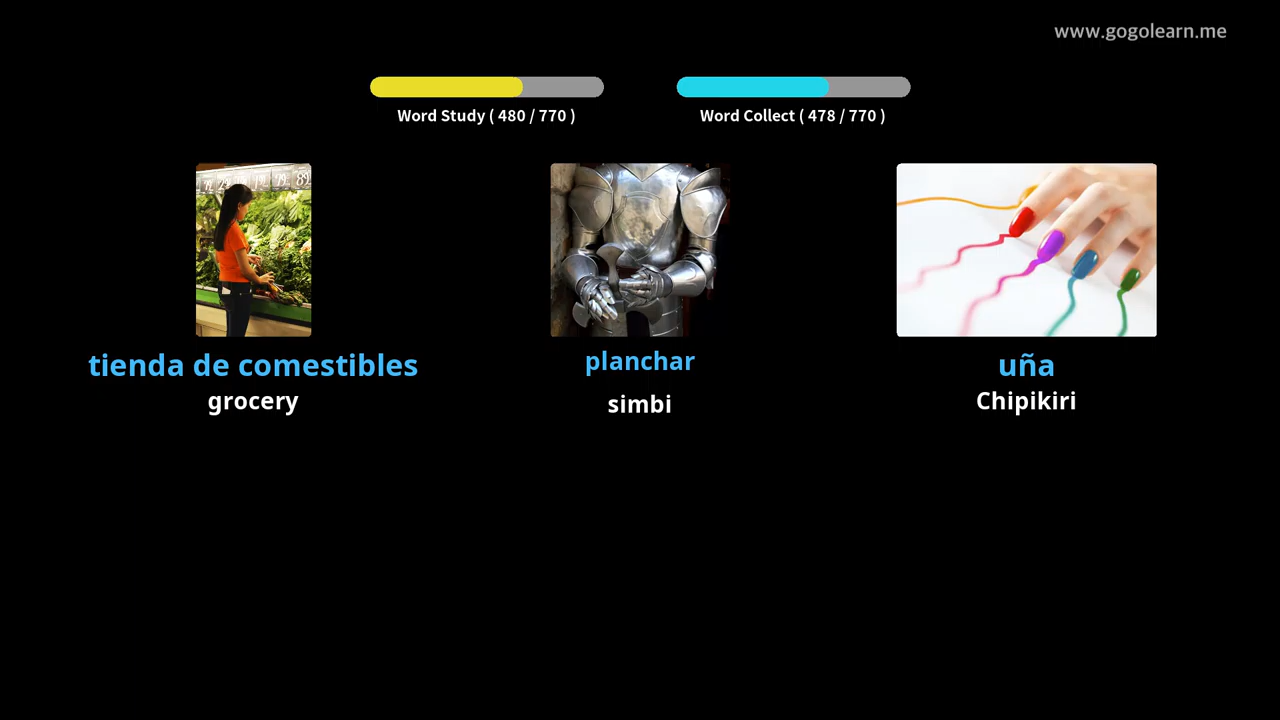 www.gogolearn.me
Word Study ( 480 / 770 )
Word Collect ( 478 / 770 )
tienda de comestibles
grocery
planchar
simbi
uña
Chipikiri